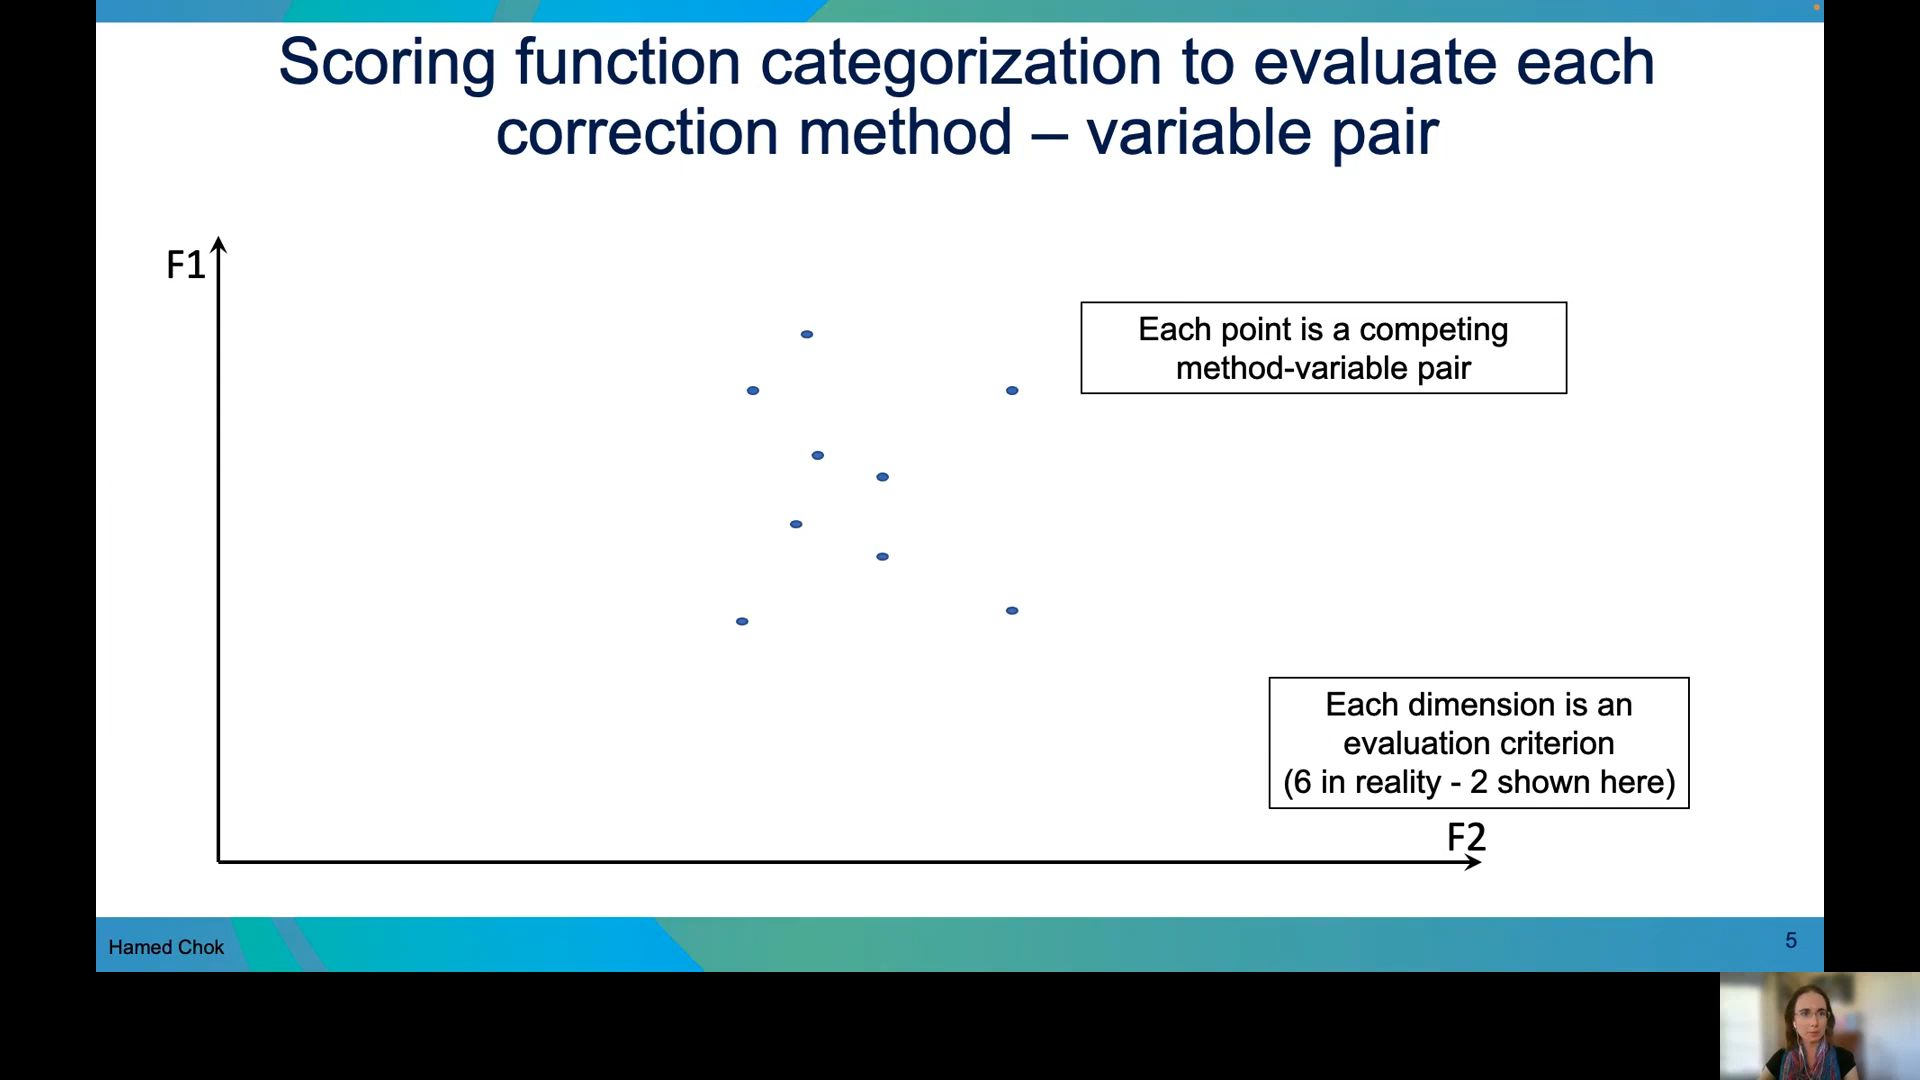 Scoring function categorization to evaluate each
correction method – variable pair
F1
Each point is a competing
method-variable pair
Each dimension is an
evaluation criterion
(6 in reality - 2 shown here)
F2
Hamed Chok
5